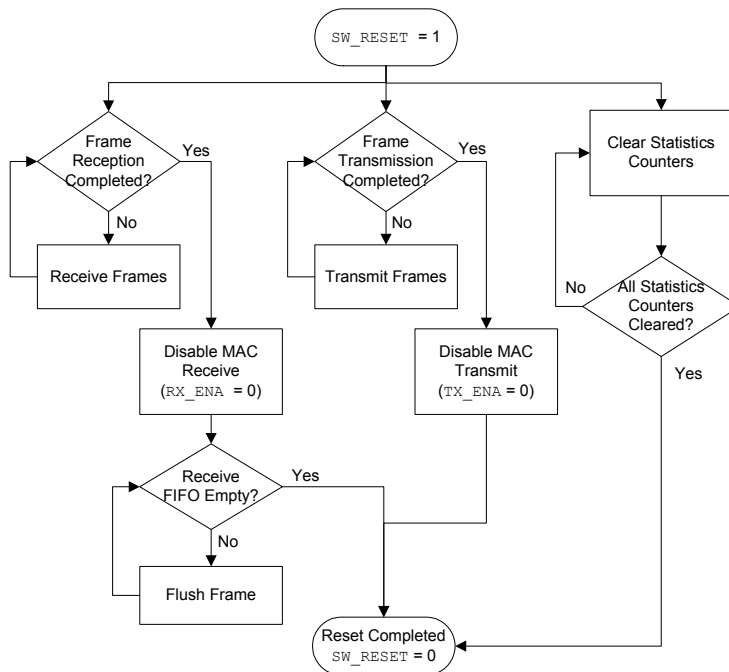 SW_RESET = 1
Frame
Reception
Completed?
Yes
No
Receive Frames
Frame
Transmission
Completed?
Yes
No
Transmit Frames
Clear Statistics
Counters
All Statistics
Counters
Cleared?
No
Yes
Disable MAC
Receive
(RX_ENA = 0)
Disable MAC
Transmit
(TX_ENA = 0)
Receive
FIFO Empty?
Yes
No
Flush Frame
Reset Completed
SW_RESET = 0